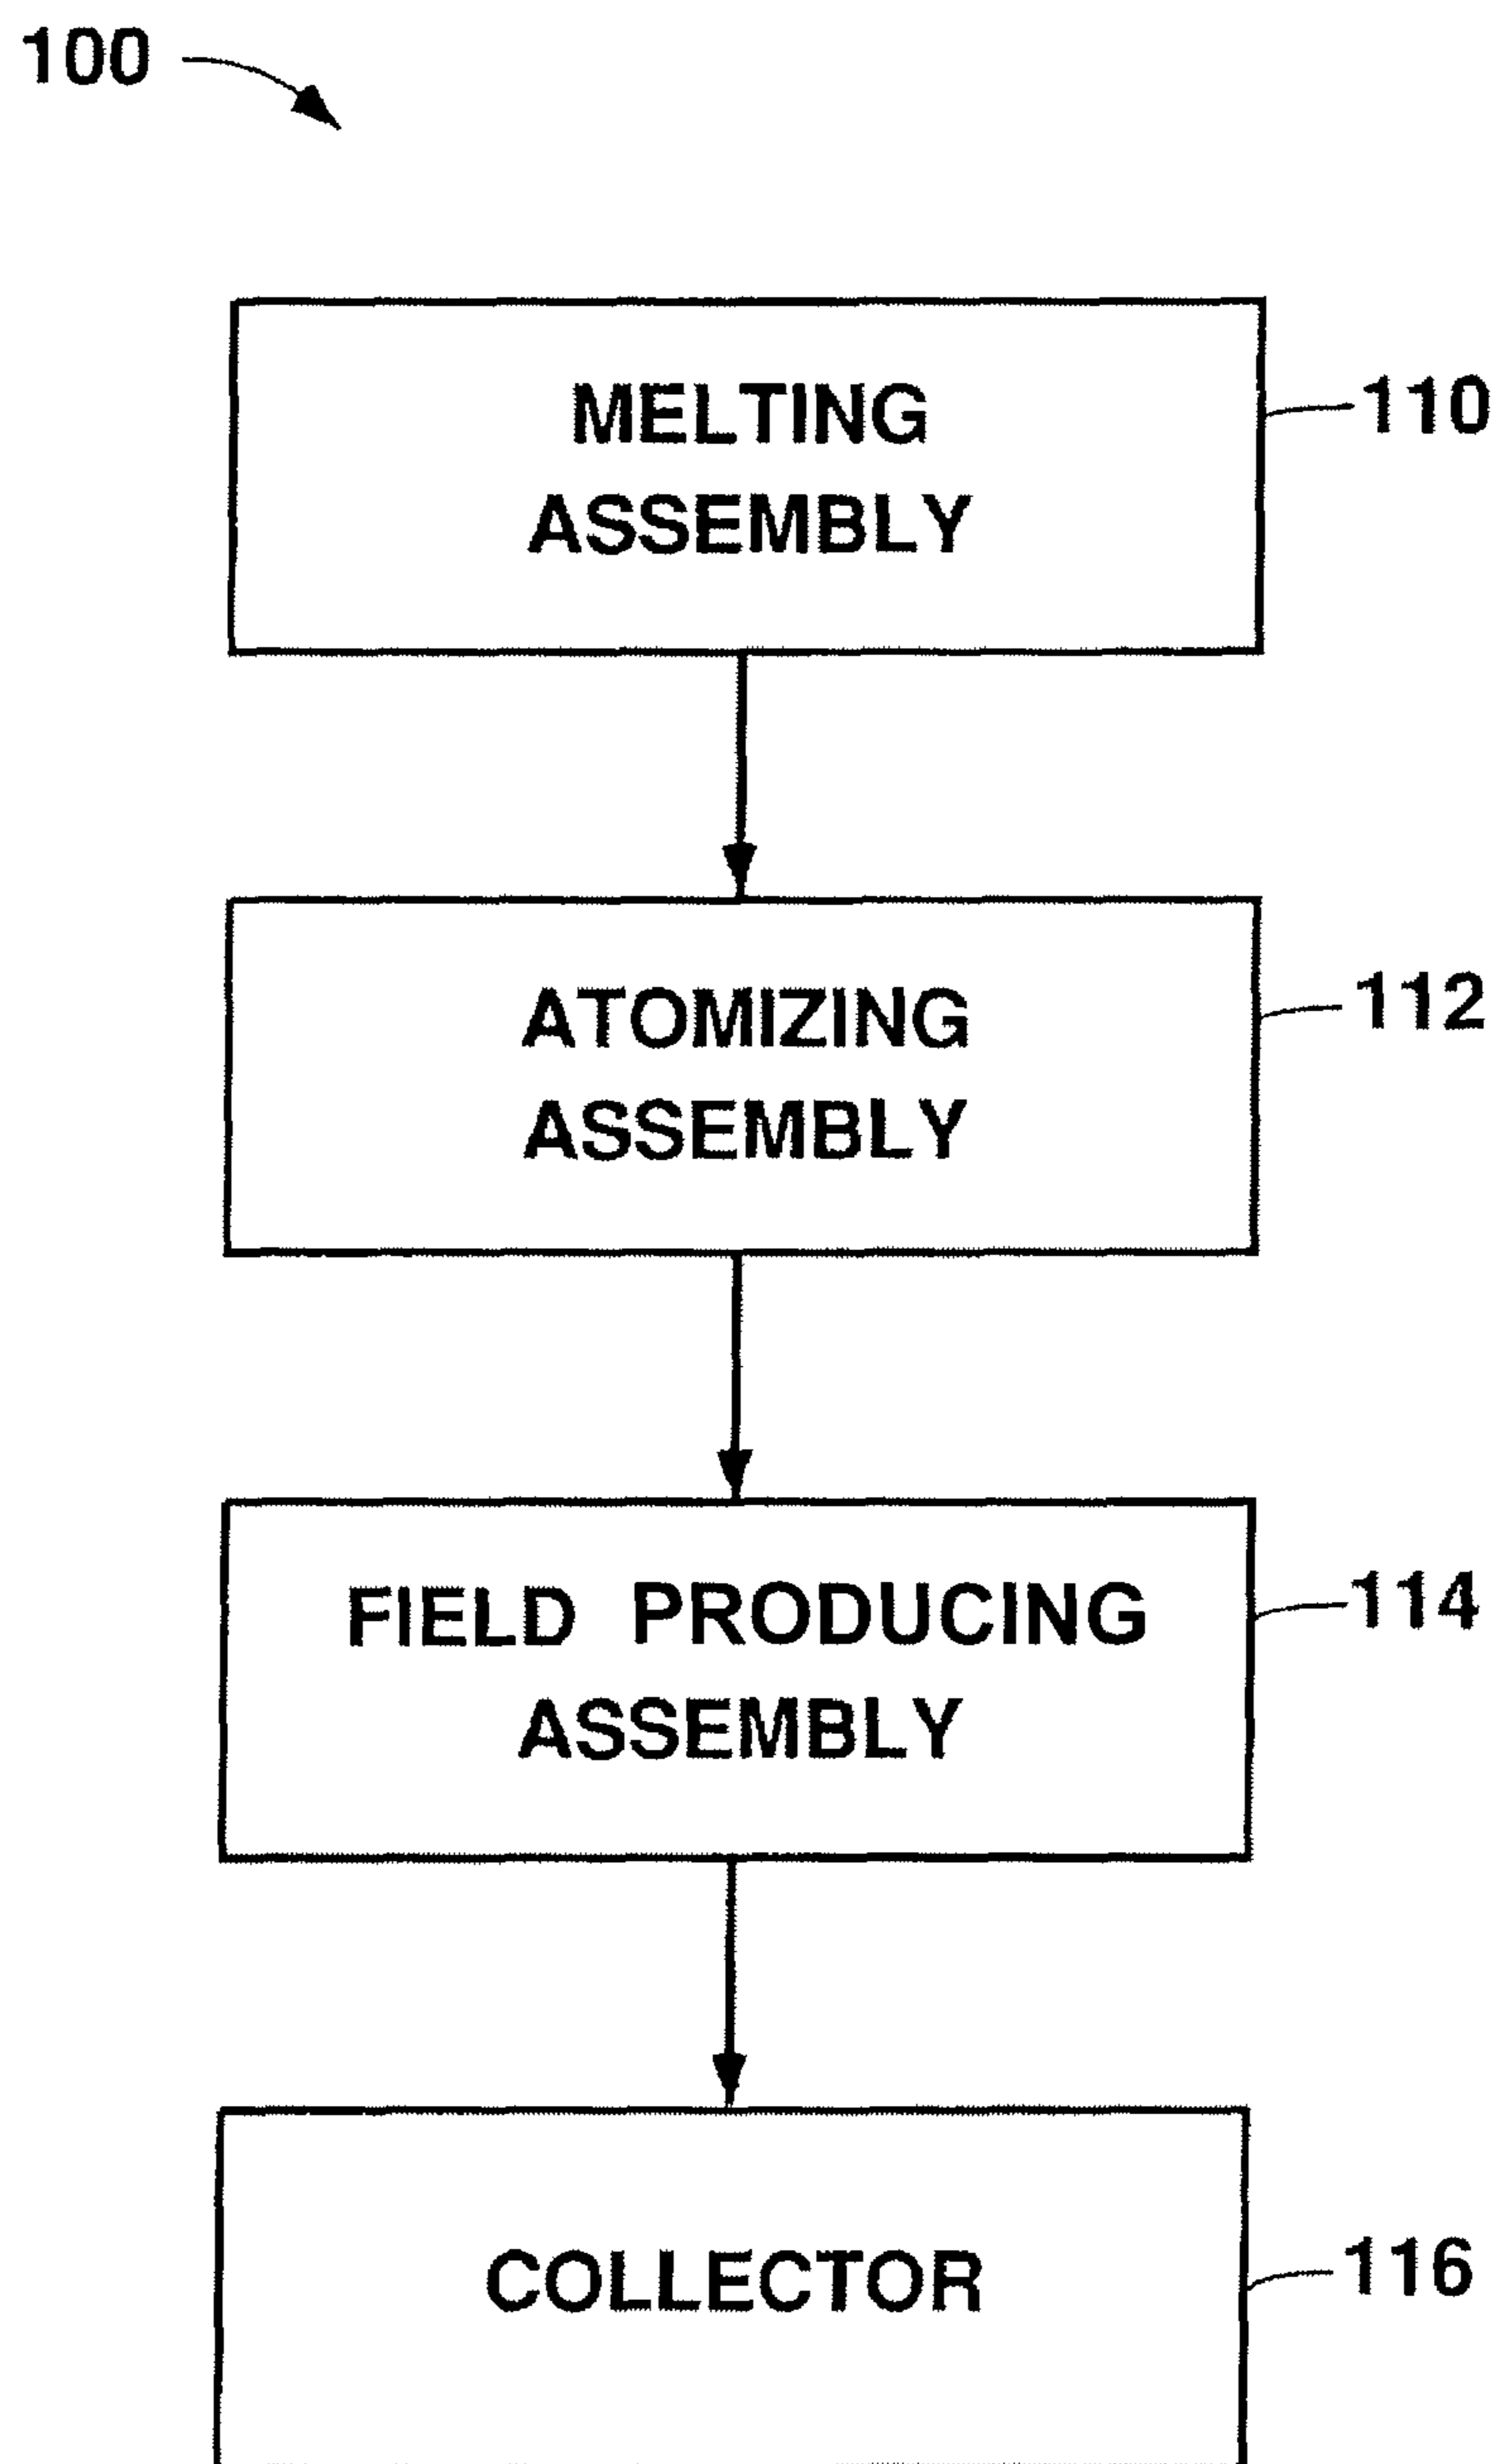 100
MELTING
ASSEMBLY
110
ATOMIZING
ASSEMBLY
112
FIELD PRODUCING
ASSEMBLY
114
COLLECTOR
116